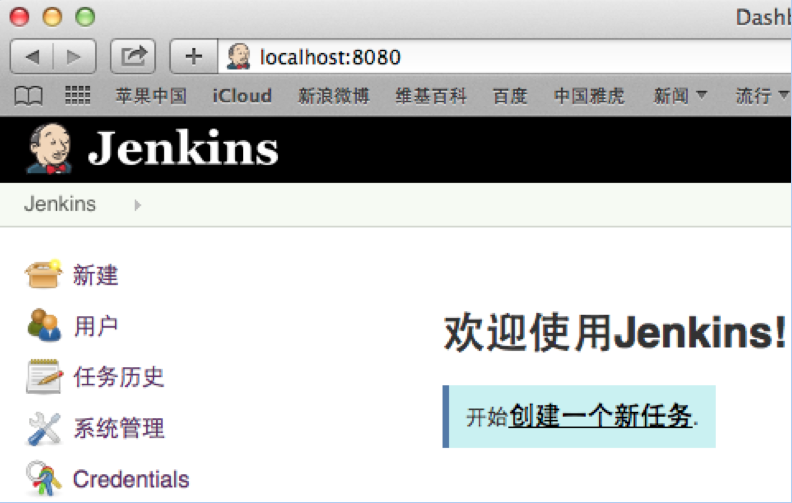 Dashb
localhost:8080
苹果中国 iCloud 新浪微博 维基百科 百度 中国雅虎 新闻 流行
Jenkins
Jenkins
新建
用户
任务历史
系统管理
Credentials
欢迎使用Jenkins!
开始创建一个新任务.